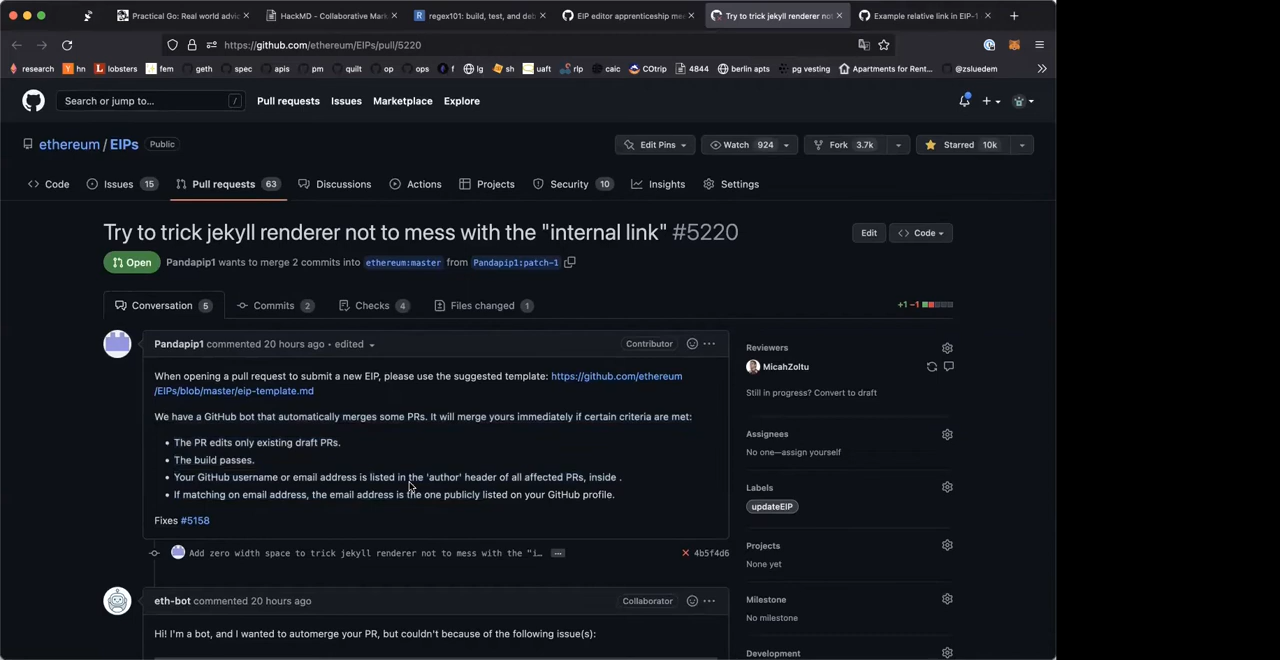 Practical Go: Real world advic
HackMD - Collaborative Mark
regex101: build, test, and deb
EIP editor apprenticeship me
Try to trick jekyll renderer not
Example relative link in EIP-1
https://github.com/ethereum/EIPs/pull/5220
research hn lobsters fem geth spec apis pm quilt op ops f lg sh uaft rlp caic COtrip 4844 berlin apts pg vesting Apartments for Rent... @zsluedem
Search or jump to... /
Pull requests Issues Marketplace Explore
ethereum / EIPs Public
Edit Pins Watch 924 Fork 3.7k Starred 10k
Code Issues 15 Pull requests 63 Discussions Actions Projects Security 10 Insights Settings
Try to trick jekyll renderer not to mess with the "internal link" #5220
Edit Code
Open Pandapip1 wants to merge 2 commits into ethereum:master from Pandapip1:patch-1
Conversation 5 Commits 2 Checks 4 Files changed 1
+1 −1
Pandapip1 commented 20 hours ago • edited
Contributor
When opening a pull request to submit a new EIP, please use the suggested template: https://github.com/ethereum
/EIPs/blob/master/eip-template.md
We have a GitHub bot that automatically merges some PRs. It will merge yours immediately if certain criteria are met:
• The PR edits only existing draft PRs.
• The build passes.
• Your GitHub username or email address is listed in the 'author' header of all affected PRs, inside .
• If matching on email address, the email address is the one publicly listed on your GitHub profile.
Fixes #5158
Add zero width space to trick jekyll renderer not to mess with the "i… ... 4b5f4d6
eth-bot commented 20 hours ago
Collaborator
Hi! I'm a bot, and I wanted to automerge your PR, but couldn't because of the following issue(s):
Reviewers
MicahZoltu
Still in progress? Convert to draft
Assignees
No one—assign yourself
Labels
updateEIP
Projects
None yet
Milestone
No milestone
Development